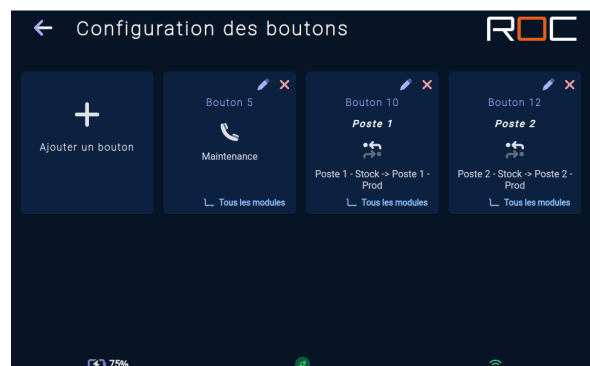 Configuration des boutons
ROC
Ajouter un bouton
Bouton 5
Maintenance
Tous les modules
Bouton 10
Poste 1
Poste 1 - Stock -> Poste 1 -
Prod
Tous les modules
Bouton 12
Poste 2
Poste 2 - Stock -> Poste 2 -
Prod
Tous les modules
75%